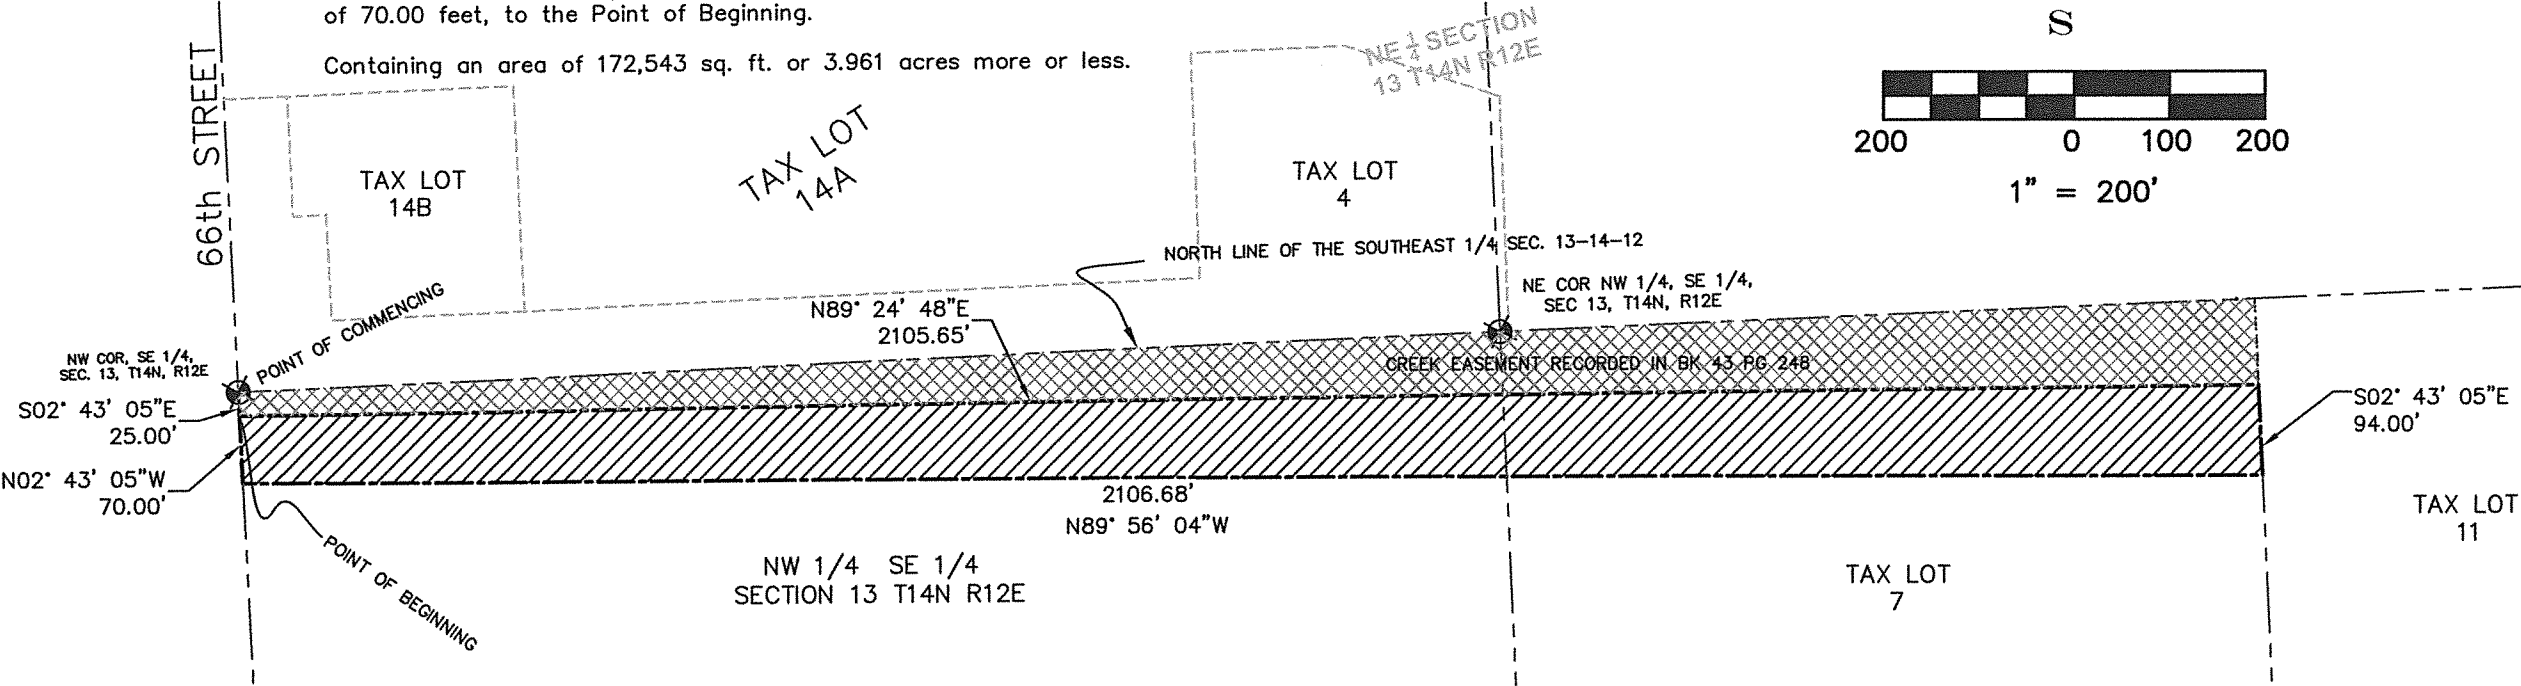 of 70.00 feet, to the Point of Beginning.
Containing an area of 172,543 sq. ft. or 3.961 acres more or less.
NE 1/4 SECTION
13 T14N R12E
S
200 0 100 200
1" = 200'
66th STREET
TAX LOT
14B
TAX LOT
14A
TAX LOT
4
NORTH LINE OF THE SOUTHEAST 1/4 SEC. 13-14-12
NE COR NW 1/4, SE 1/4,
SEC 13, T14N, R12E
N89° 24' 48"E
2105.65'
POINT OF COMMENCING
NW COR, SE 1/4,
SEC. 13, T14N, R12E
CREEK EASEMENT RECORDED IN BK 43 PG 248
S02° 43' 05"E
25.00'
S02° 43' 05"E
94.00'
N02° 43' 05"W
70.00'
2106.68'
N89° 56' 04"W
TAX LOT
11
POINT OF BEGINNING
NW 1/4 SE 1/4
SECTION 13 T14N R12E
TAX LOT
7